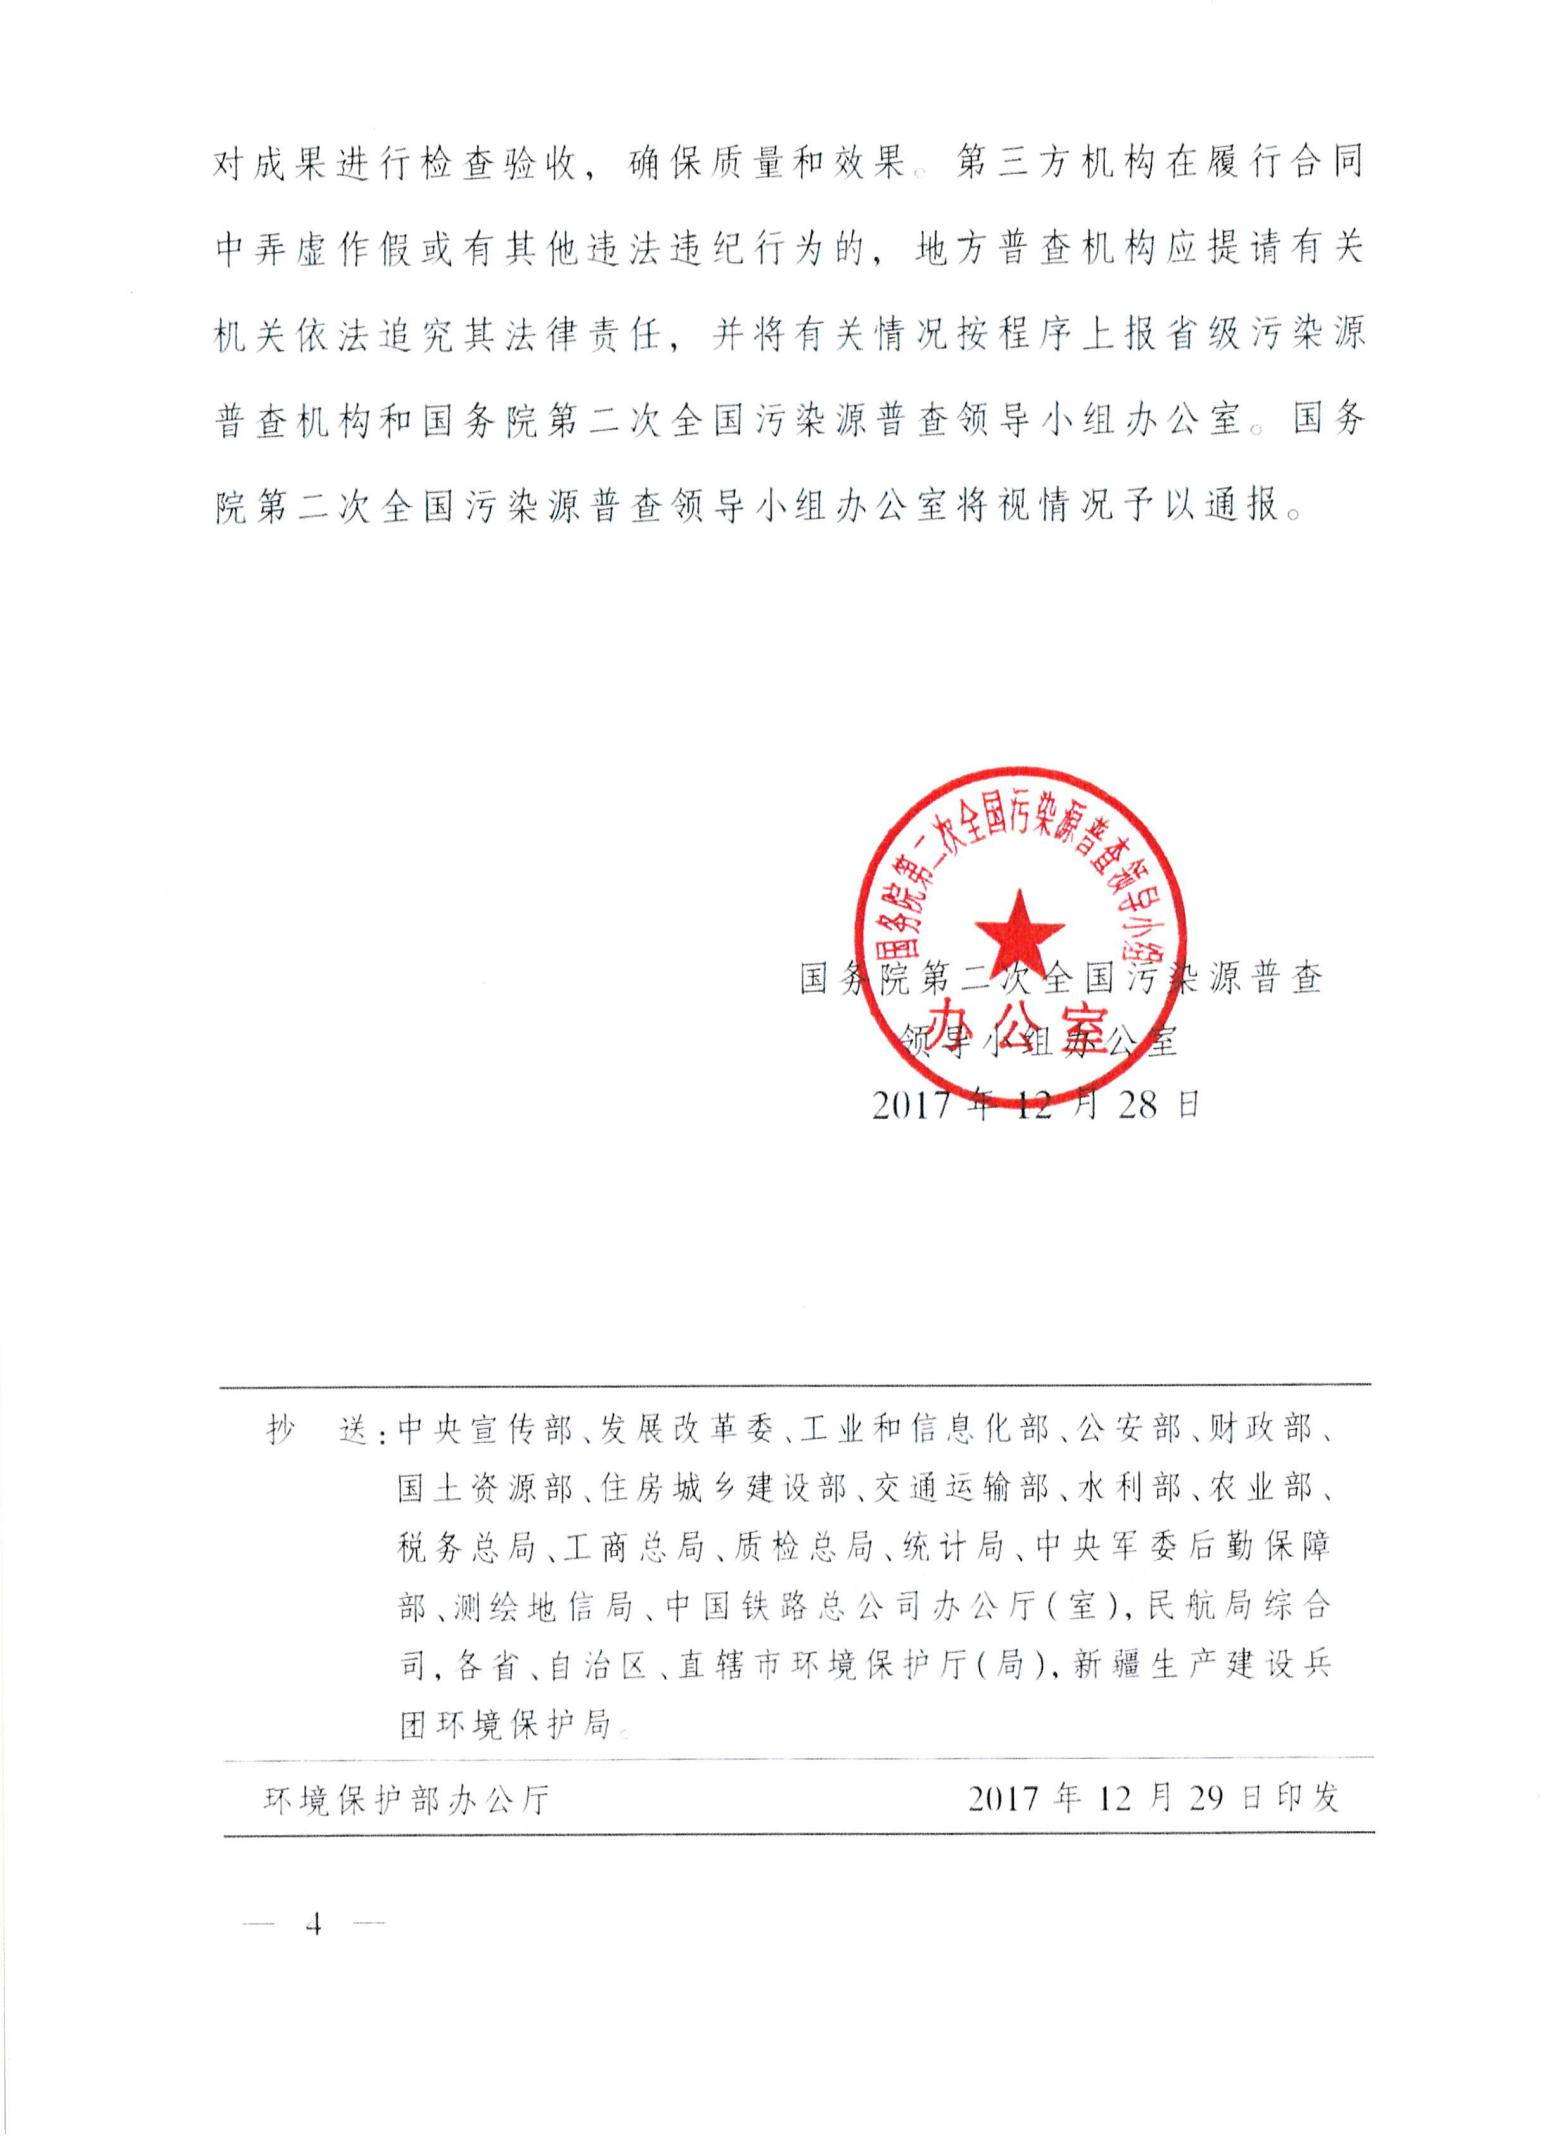 对成果进行检查验收，确保质量和效果。第三方机构在履行合同
中弄虚作假或有其他违法违纪行为的，地方普查机构应提请有关
机关依法追究其法律责任，并将有关情况按程序上报省级污染源
普查机构和国务院第二次全国污染源普查领导小组办公室。国务
院第二次全国污染源普查领导小组办公室将视情况予以通报。
国务院第二次全国污染源普查领导小组
办公室
国务院第二次全国污染源普查
领导小组办公室
2017年12月28日
抄 送：中央宣传部、发展改革委、工业和信息化部、公安部、财政部、
国土资源部、住房城乡建设部、交通运输部、水利部、农业部、
税务总局、工商总局、质检总局、统计局、中央军委后勤保障
部、测绘地信局、中国铁路总公司办公厅(室)，民航局综合
司，各省、自治区、直辖市环境保护厅(局)，新疆生产建设兵
团环境保护局。
环境保护部办公厅 2017年12月29日印发
— 4 —